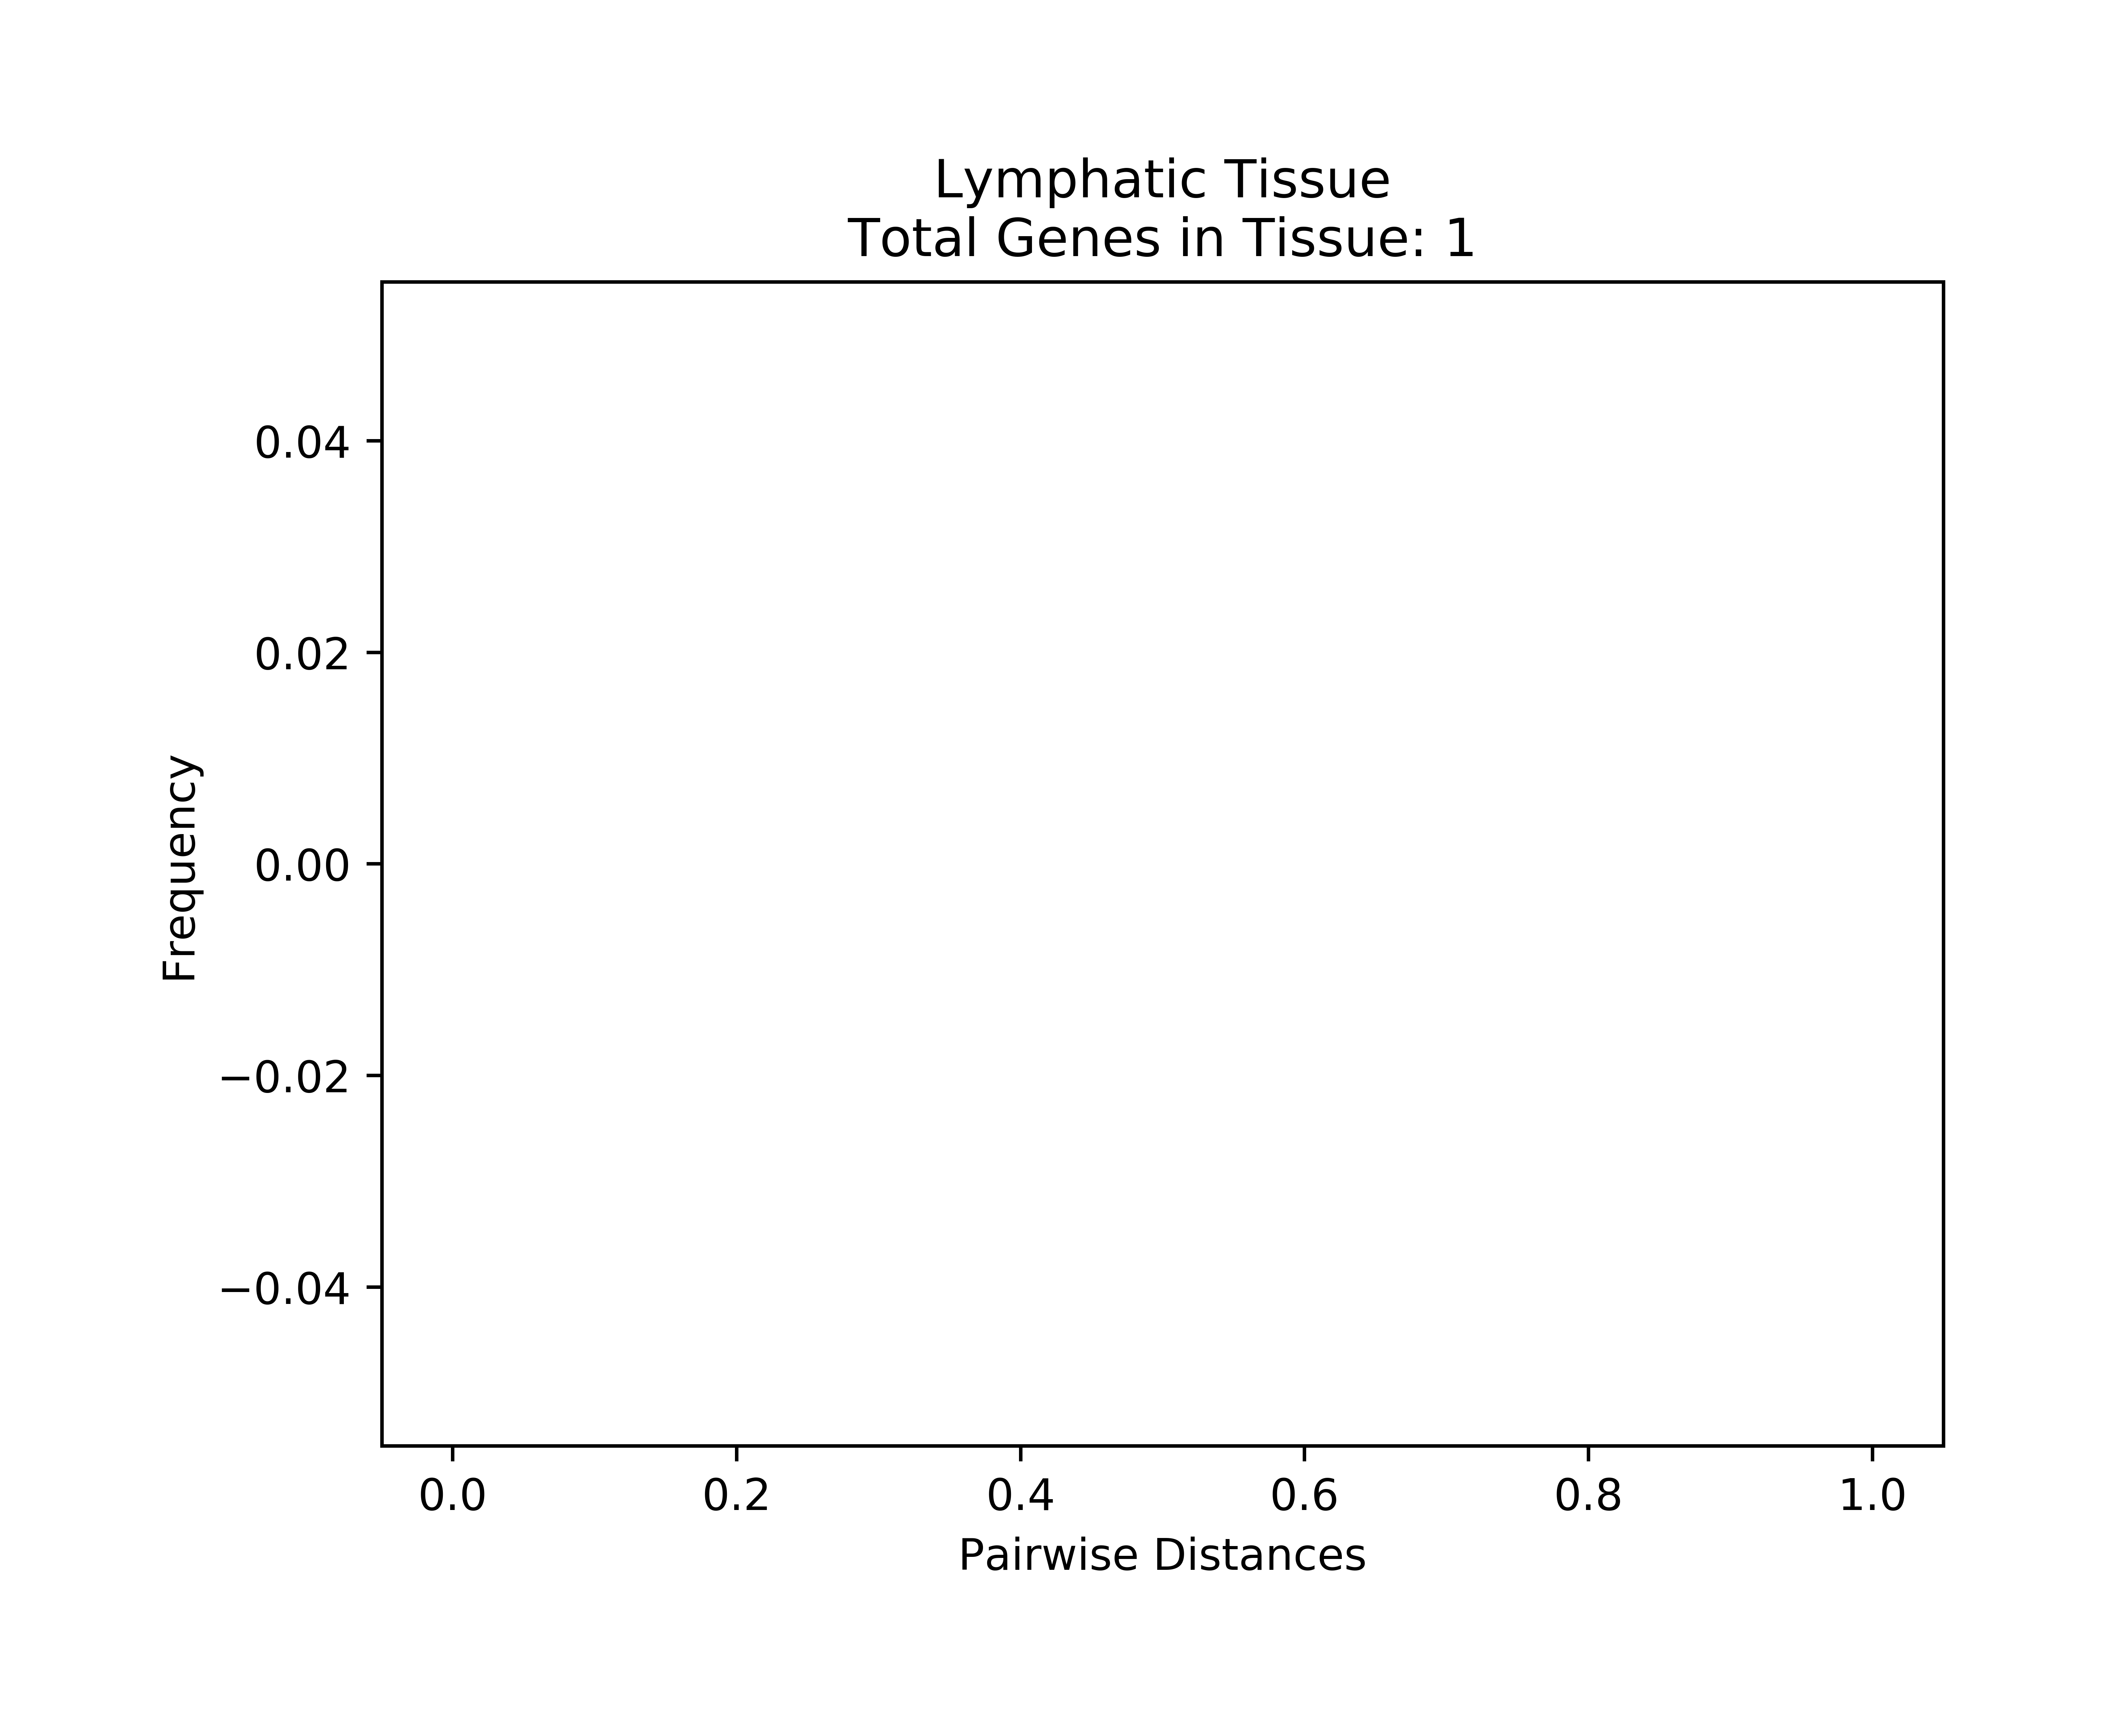 Lymphatic Tissue
Total Genes in Tissue: 1
Frequency
0.04
0.02
0.00
−0.02
−0.04
0.0 0.2 0.4 0.6 0.8 1.0
Pairwise Distances